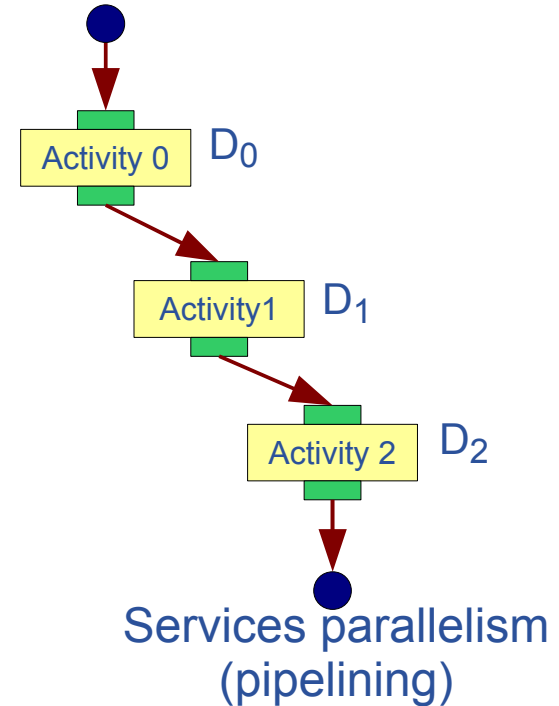 Activity 0 D0
Activity1 D1
Activity 2 D2
Services parallelism
(pipelining)